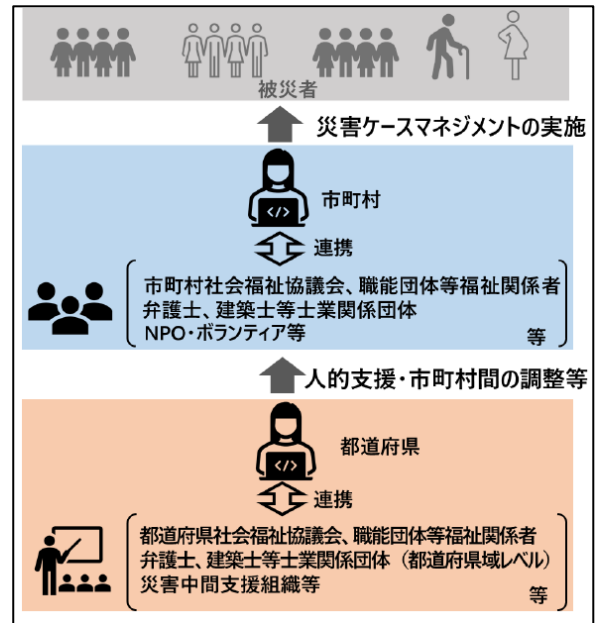 被災者
災害ケースマネジメントの実施
</>
市町村
連携
市町村社会福祉協議会、職能団体等福祉関係者
弁護士、建築士等士業関係団体
NPO・ボランティア等
等
人的支援・市町村間の調整等
</>
都道府県
連携
都道府県社会福祉協議会、職能団体等福祉関係者
弁護士、建築士等士業関係団体（都道府県域レベル）
災害中間支援組織等
等